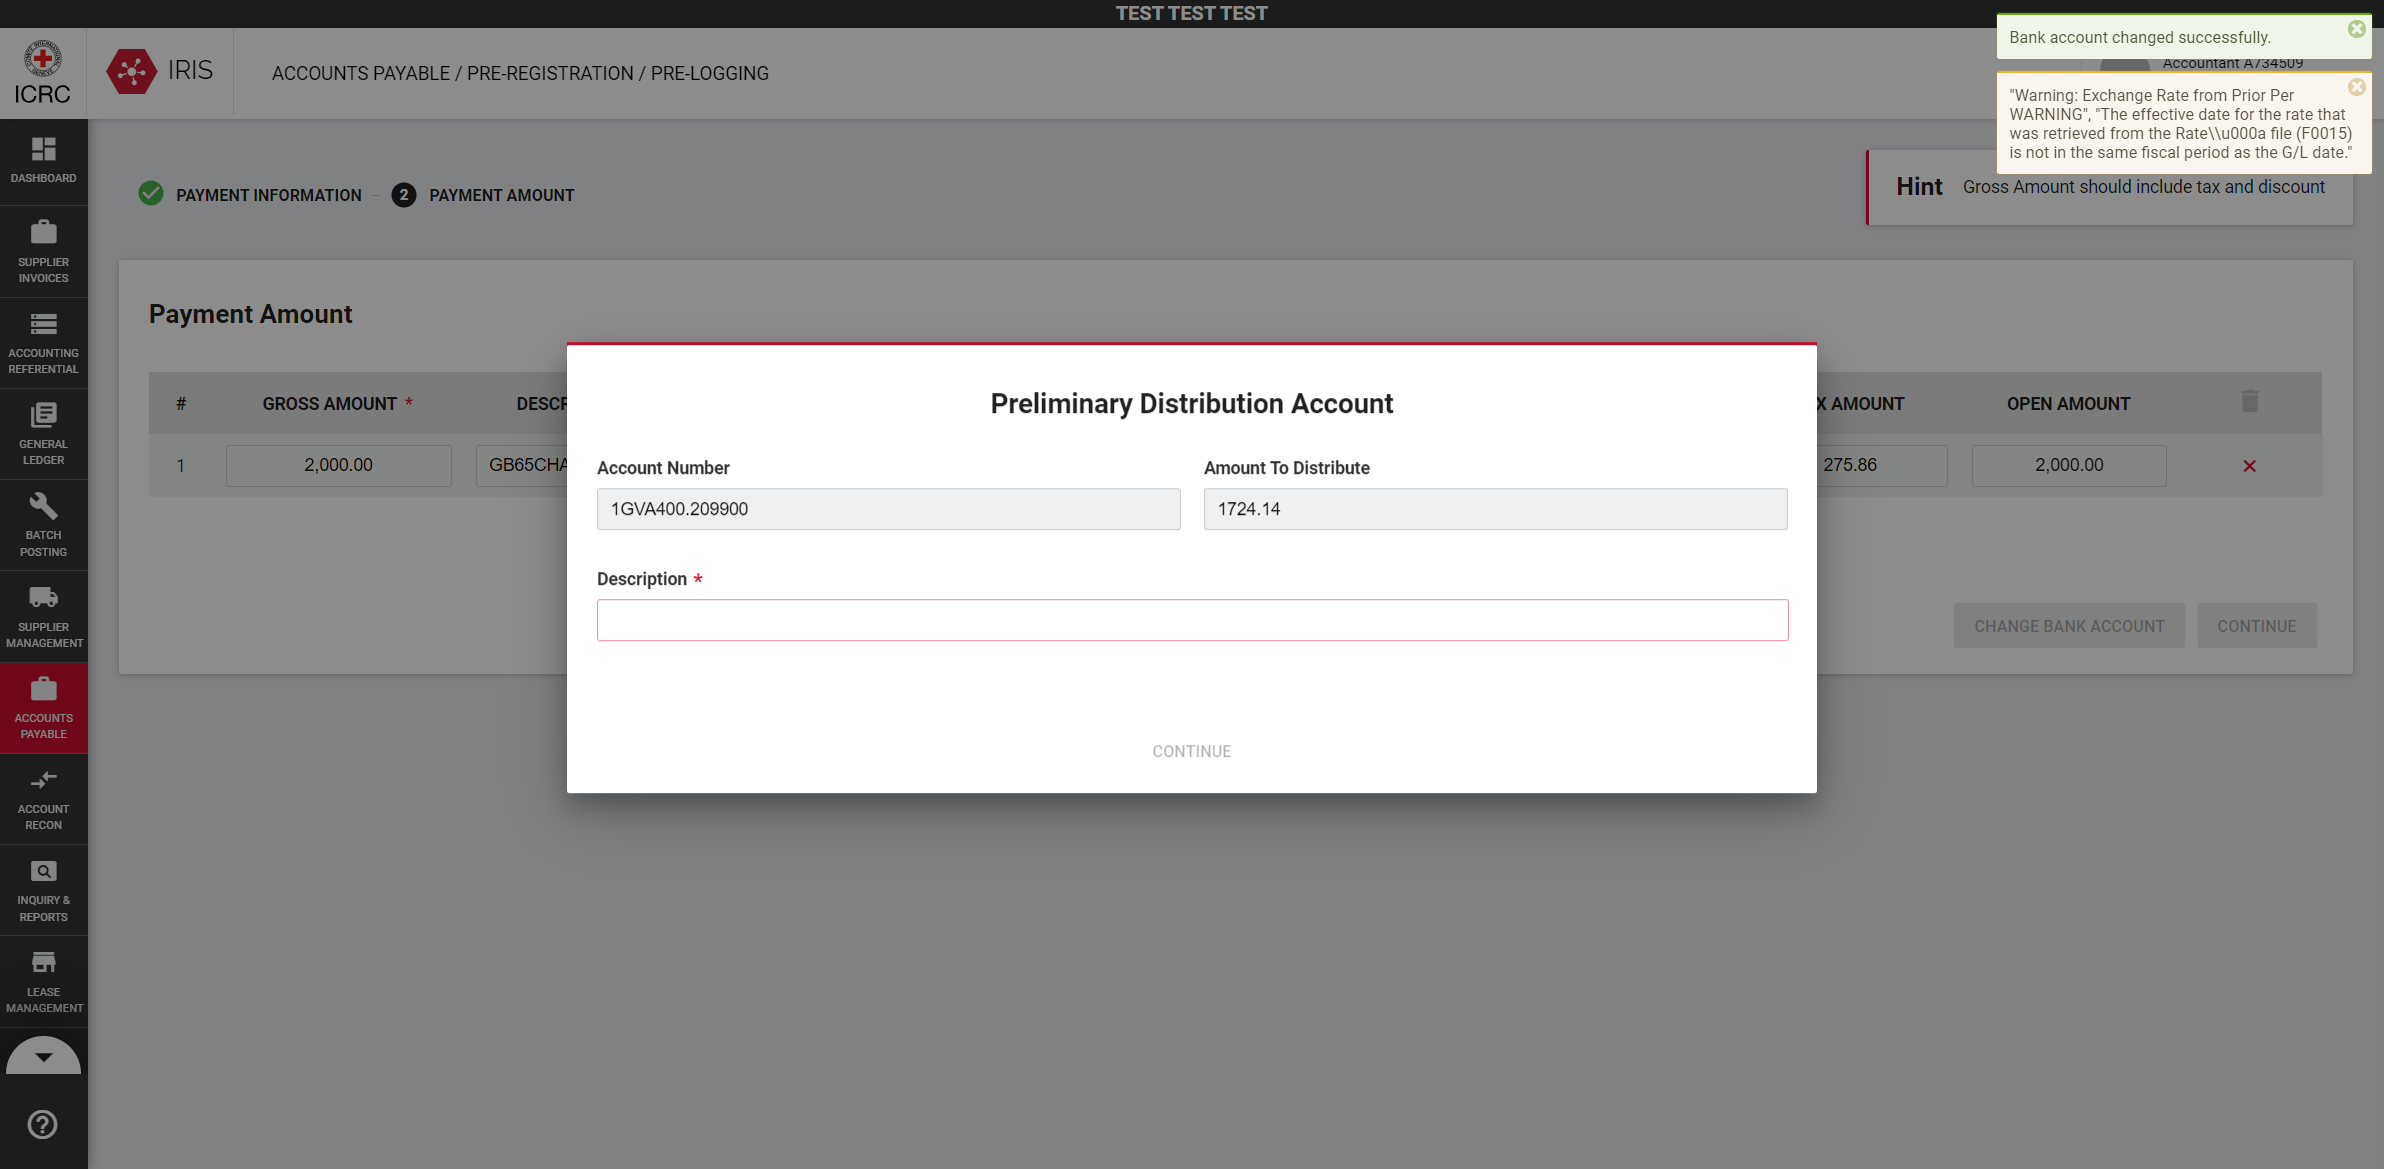 TEST TEST TEST
ICRC
IRIS
ACCOUNTS PAYABLE / PRE-REGISTRATION / PRE-LOGGING
Accountant A734509
Bank account changed successfully.
"Warning: Exchange Rate from Prior Per
WARNING", "The effective date for the rate that
was retrieved from the Rate\\u000a file (F0015)
is not in the same fiscal period as the G/L date."
DASHBOARD
SUPPLIER
INVOICES
ACCOUNTING
REFERENTIAL
GENERAL
LEDGER
BATCH
POSTING
SUPPLIER
MANAGEMENT
ACCOUNTS
PAYABLE
ACCOUNT
RECON
INQUIRY &
REPORTS
LEASE
MANAGEMENT
PAYMENT INFORMATION - 2 PAYMENT AMOUNT
Hint Gross Amount should include tax and discount
Payment Amount
# GROSS AMOUNT * DESCR X AMOUNT OPEN AMOUNT
1 2,000.00 GB65CHA 275.86 2,000.00
CHANGE BANK ACCOUNT CONTINUE
Preliminary Distribution Account
Account Number Amount To Distribute
1GVA400.209900 1724.14
Description *
CONTINUE